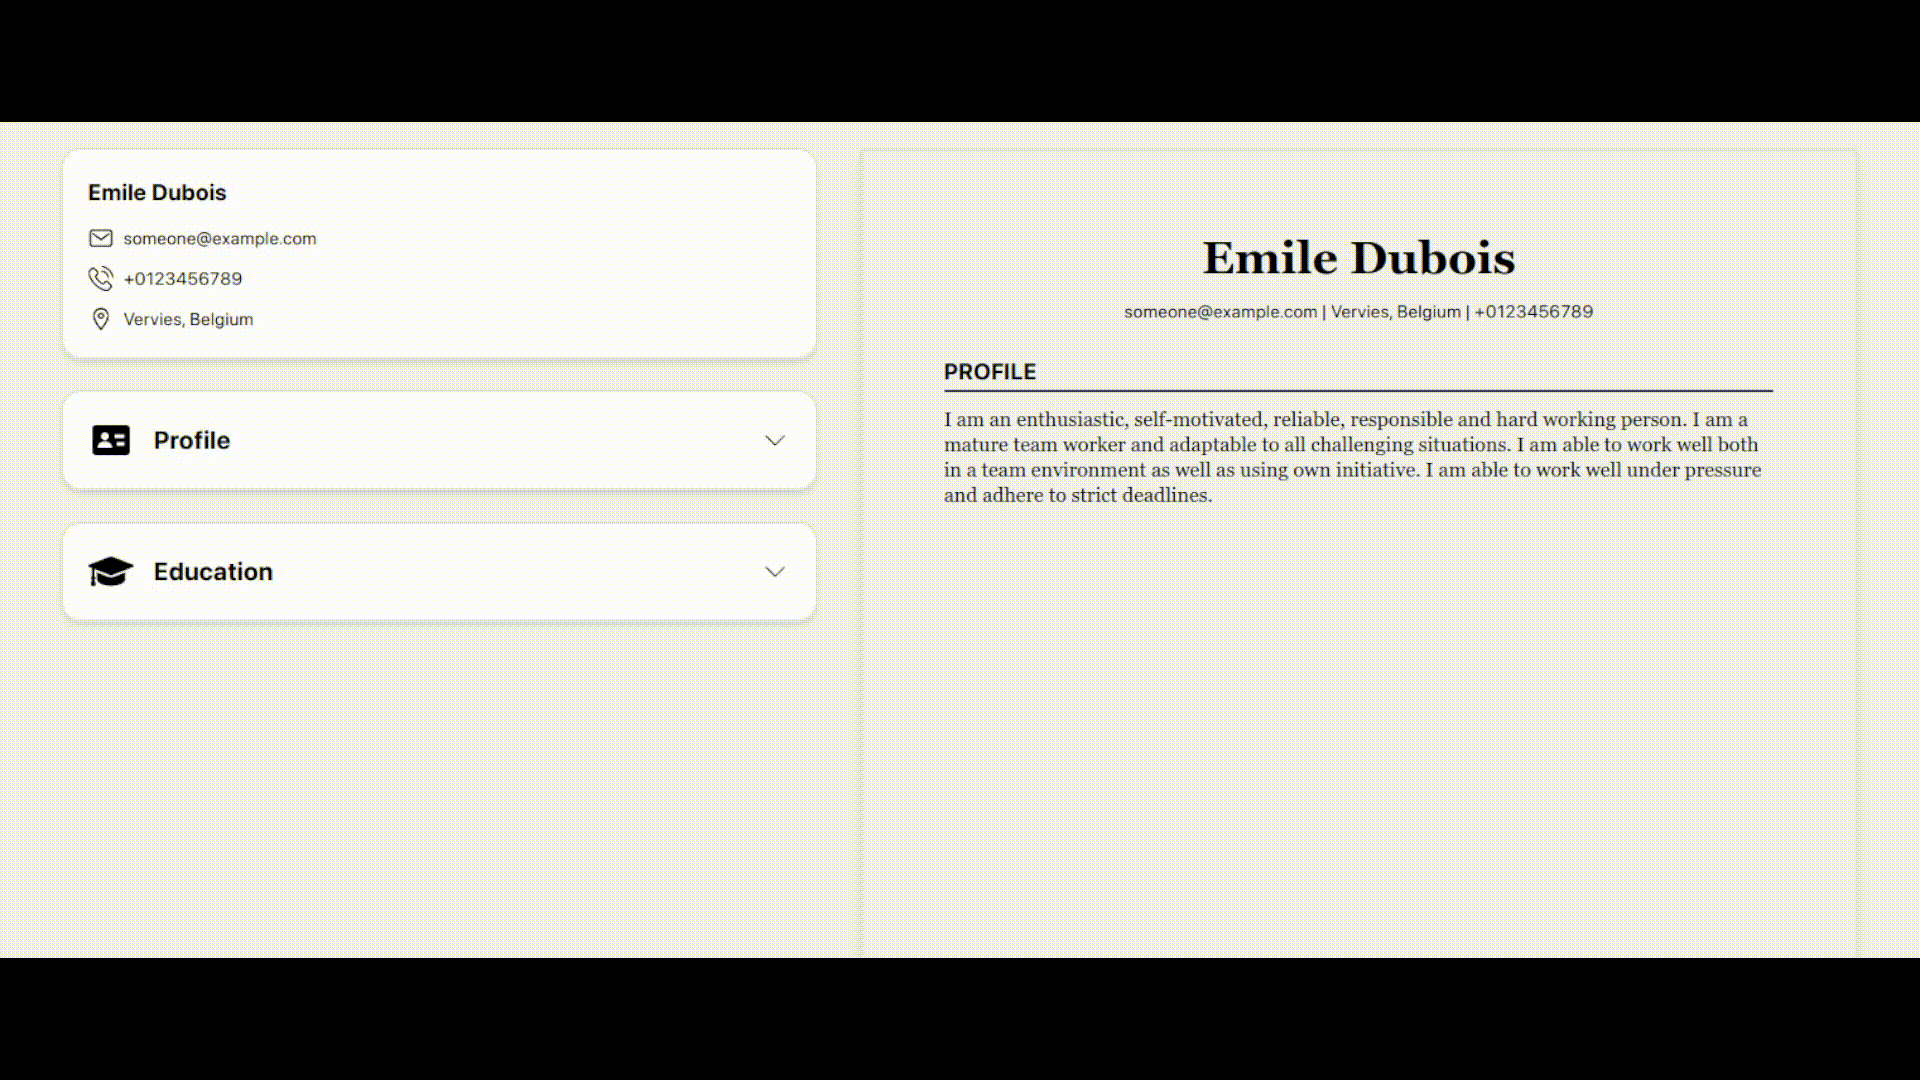 Emile Dubois
someone@example.com
+0123456789
Vervies, Belgium
Profile
Education
Emile Dubois
someone@example.com | Vervies, Belgium | +0123456789
PROFILE
I am an enthusiastic, self-motivated, reliable, responsible and hard working person. I am a
mature team worker and adaptable to all challenging situations. I am able to work well both
in a team environment as well as using own initiative. I am able to work well under pressure
and adhere to strict deadlines.